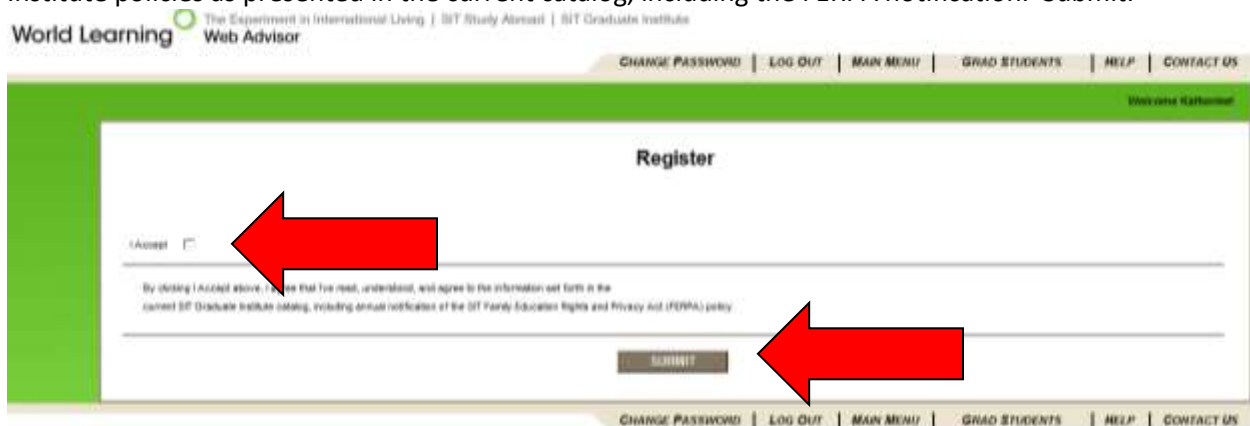 Institute policies as presented in the current catalog, including the FERPA notification. Submit.
The Experiment in International Living | SIT Study Abroad | SIT Graduate Institute
World Learning Web Advisor
CHANGE PASSWORD | LOG OUT | MAIN MENU | GRAD STUDENTS | HELP | CONTACT US
Welcome Katherine!
Register
I Accept
By clicking I Accept above, I agree that I've read, understand, and agree to the information set forth in the
current SIT Graduate Institute catalog, including annual notification of the SIT Family Education Rights and Privacy Act (FERPA) policy
SUBMIT
CHANGE PASSWORD | LOG OUT | MAIN MENU | GRAD STUDENTS | HELP | CONTACT US